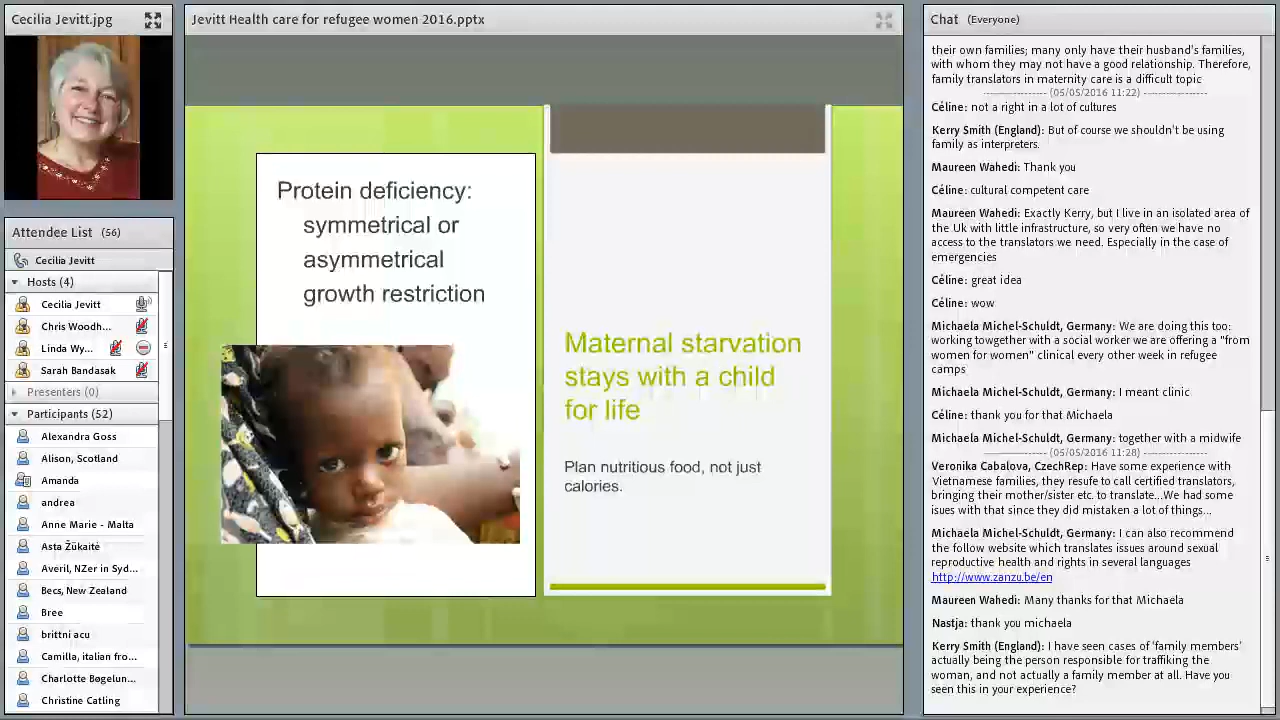 Cecilia Jevitt.jpg
Attendee List (56)
Cecilia Jevitt
Hosts (4)
Cecilia Jevitt
Chris Woodh...
Linda Wy...
Sarah Bandasak
Presenters (0)
Participants (52)
Alexandra Goss
Alison, Scotland
Amanda
andrea
Anne Marie - Malta
Asta Žūkaitė
Averil, NZer in Syd...
Becs, New Zealand
Bree
brittni acu
Camilla, italian fro...
Charlotte Bøgelun...
Christine Catling
Jevitt Health care for refugee women 2016.pptx
Protein deficiency:
symmetrical or
asymmetrical
growth restriction
Maternal starvation
stays with a child
for life
Plan nutritious food, not just
calories.
Chat (Everyone)
their own families; many only have their husband's families,
with whom they may not have a good relationship. Therefore,
family translators in maternity care is a difficult topic
------------------ (05/05/2016 11:22) ------------------
Céline: not a right in a lot of cultures
Kerry Smith (England): But of course we shouldn't be using
family as interpreters.
Maureen Wahedi: Thank you
Céline: cultural competent care
Maureen Wahedi: Exactly Kerry, but I live in an isolated area of
the Uk with little infrastructure, so very often we have no
access to the translators we need. Especially in the case of
emergencies
Céline: great idea
Céline: wow
Michaela Michel-Schuldt, Germany: We are doing this too:
working towgether with a social worker we are offering a "from
women for women" clinical every other week in refugee
camps
Michaela Michel-Schuldt, Germany: I meant clinic
Céline: thank you for that Michaela
Michaela Michel-Schuldt, Germany: together with a midwife
------------------ (05/05/2016 11:28) ------------------
Veronika Cabalova, CzechRep: Have some experience with
Vietnamese families, they resufe to call certified translators,
bringing their mother/sister etc. to translate...We had some
issues with that since they did mistaken a lot of things...
Michaela Michel-Schuldt, Germany: I can also recommend
the follow website which translates issues around sexual
reproductive health and rights in several languages
http://www.zanzu.be/en
Maureen Wahedi: Many thanks for that Michaela
Nastja: thank you michaela
Kerry Smith (England): I have seen cases of 'family members'
actually being the person responsible for traffiking the
woman, and not actually a family member at all. Have you
seen this in your experience?